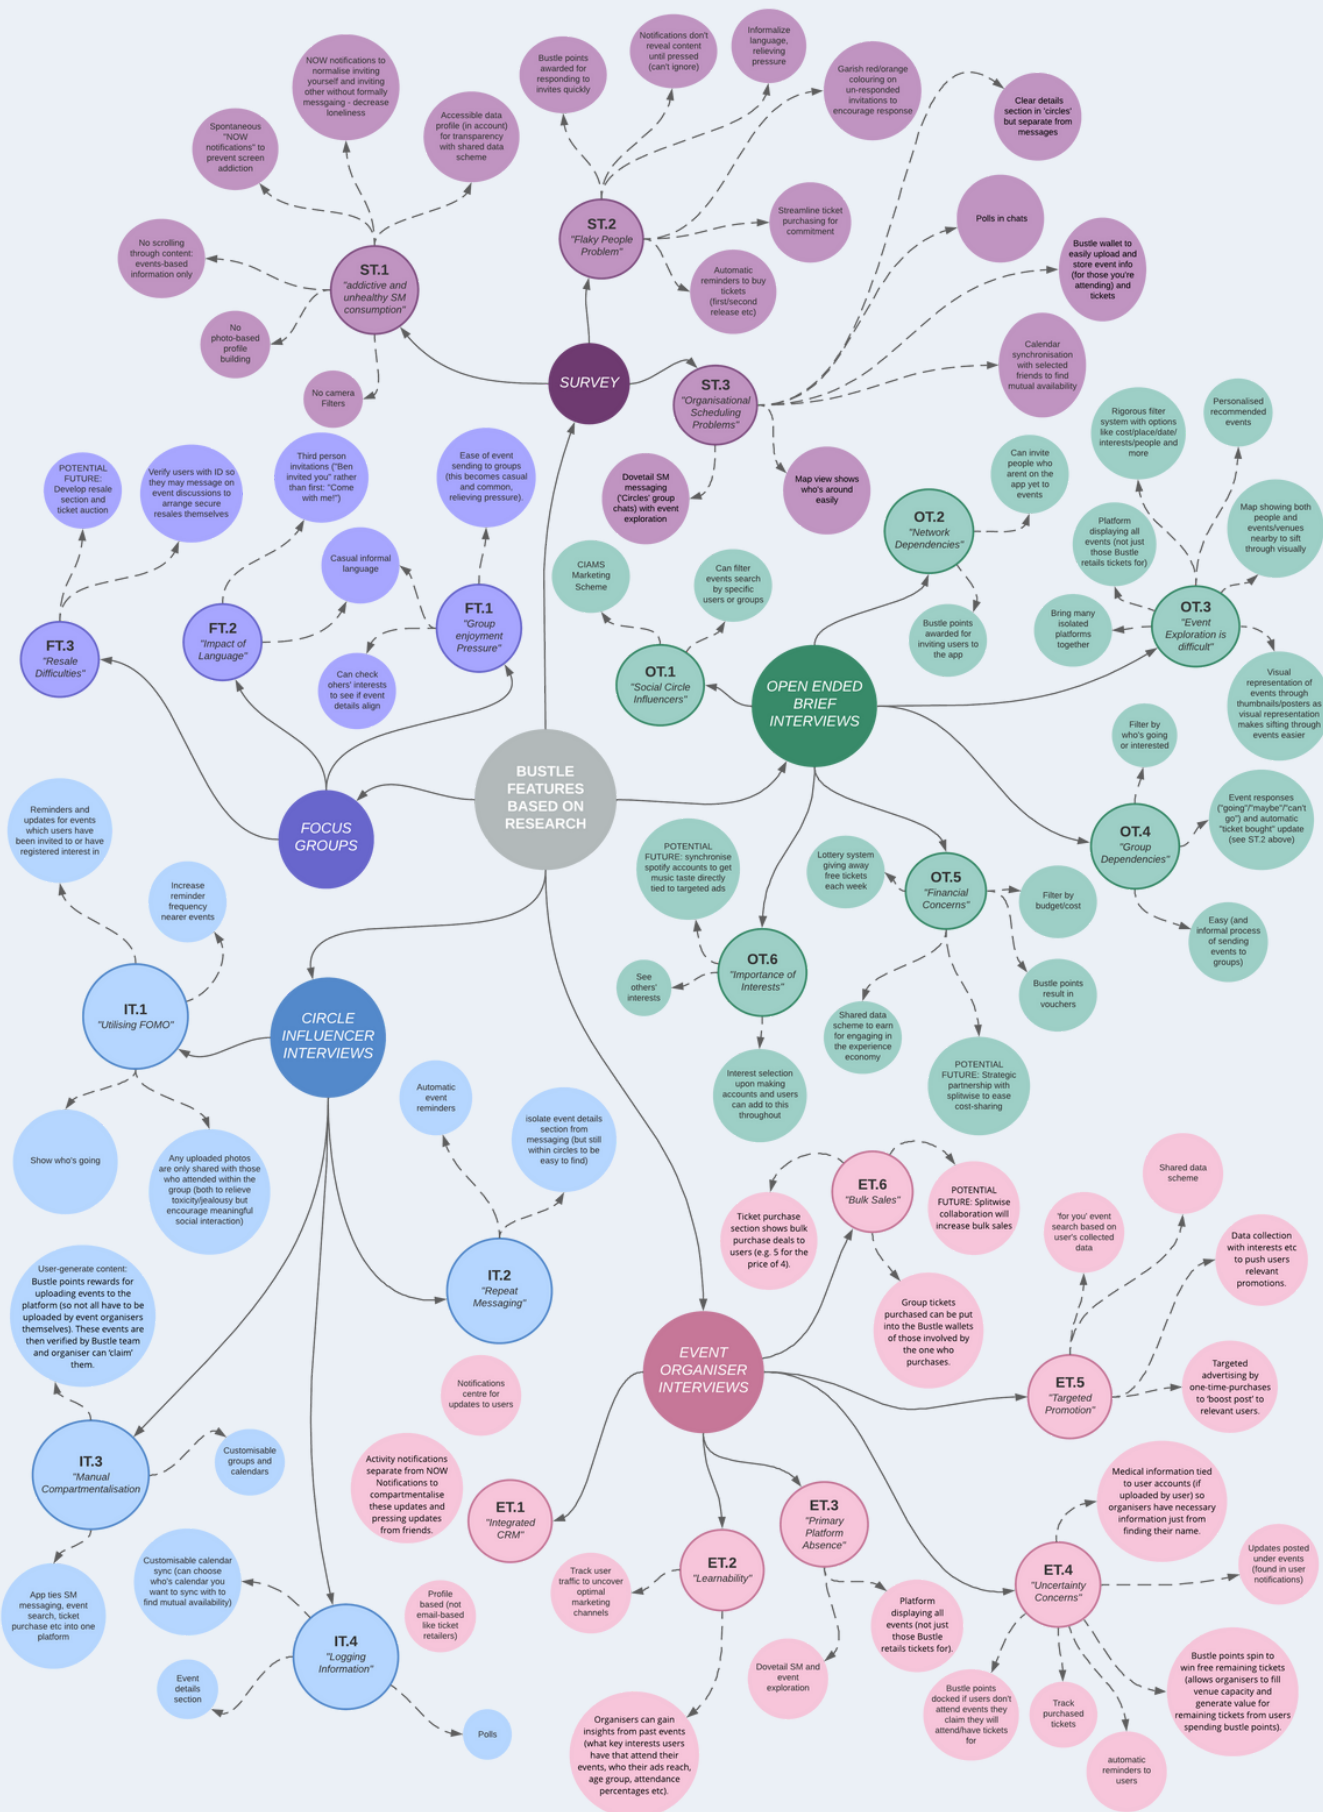 NOW notifications to
normalise inviting
yourself and inviting
other without formally
messgaing - decrease
loneliness
Spontaneous
"NOW
notifications" to
prevent screen
addiction
Accessible data
profile (in account)
for transparency
with shared data
scheme
No scrolling
through content:
events-based
information only
No
photo-based
profile
building
No camera
Filters
ST.1
"addictive and
unhealthy SM
consumption"
Bustle points
awarded for
responding to
invites quickly
Notifications don't
reveal content
until pressed
(can't ignore)
Informalize
language,
relieving
pressure
Garish red/orange
colouring on
un-responded
invitations to
encourage response
Streamline ticket
purchasing for
commitment
Automatic
reminders to buy
tickets
(first/second
release etc)
ST.2
"Flaky People
Problem"
SURVEY
ST.3
"Organisational
Scheduling
Problems"
Clear details
section in 'circles'
but separate from
messages
Polls in chats
Bustle wallet to
easily upload and
store event info
(for those you're
attending) and
tickets
Calendar
synchronisation
with selected
friends to find
mutual availability
Map view shows
who's around
easily
Dovetail SM
messaging
('Circles' group
chats) with event
exploration
POTENTIAL
FUTURE:
Develop resale
section and
ticket auction
Verify users with ID so
they may message on
event discussions to
arrange secure
resales themselves
Third person
invitations ("Ben
invited you" rather
than first: "Come
with me!")
Casual informal
language
Ease of event
sending to groups
(this becomes casual
and common,
relieving pressure).
Can check
ohers' interests
to see if event
details align
FT.3
"Resale
Difficulties"
FT.2
"Impact of
Language"
FT.1
"Group
enjoyment
Pressure"
FOCUS
GROUPS
BUSTLE
FEATURES
BASED ON
RESEARCH
OPEN ENDED
BRIEF
INTERVIEWS
CIAMS
Marketing
Scheme
Can filter
events search
by specific
users or groups
OT.1
"Social Circle
Influencers"
OT.2
"Network
Dependencies"
Can invite
people who
arent on the
app yet to
events
Bustle points
awarded for
inviting users to
the app
Rigorous filter
system with options
like cost/place/date/
interests/people and
more
Personalised
recommended
events
Platform
displaying all
events (not just
those Bustle
retails tickets for)
Map showing both
people and
events/venues
nearby to sift
through visually
Bring many
isolated
platforms
together
OT.3
"Event
Exploration is
difficult"
Visual
representation of
events through
thumbnails/posters as
visual representation
makes sifting through
events easier
Filter by
who's going
or interested
Event responses
("going"/"maybe"/"can't
go") and automatic
"ticket bought" update
(see ST.2 above)
OT.4
"Group
Dependencies"
Easy (and
informal process
of sending
events to
groups)
Lottery system
giving away
free tickets
each week
OT.5
"Financial
Concerns"
Filter by
budget/cost
Bustle points
result in
vouchers
Shared data
scheme to earn
for engaging in
the experience
economy
POTENTIAL
FUTURE: Strategic
partnership with
splitwise to ease
cost-sharing
POTENTIAL
FUTURE: synchronise
spotify accounts to get
music taste directly
tied to targeted ads
OT.6
"Importance of
Interests"
See
others'
interests
Interest selection
upon making
accounts and users
can add to this
throughout
Reminders and
updates for events
which users have
been invited to or have
registered interest in
Increase
reminder
frequency
nearer events
IT.1
"Utilising FOMO"
CIRCLE
INFLUENCER
INTERVIEWS
Show who's going
Any uploaded photos
are only shared with those
who attended within the
group (both to relieve
toxicity/jealousy but
encourage meaningful
social interaction)
Automatic
event
reminders
isolate event details
section from
messaging (but still
within circles to be
easy to find)
IT.2
"Repeat
Messaging"
User-generate content:
Bustle points rewards for
uploading events to the
platform (so not all have to be
uploaded by event organisers
themselves). These events are
then verified by Bustle team
and organiser can 'claim'
them.
IT.3
"Manual
Compartmentalisation
Customisable
groups and
calendars
App ties SM
messaging, event
search, ticket
purchase etc into one
platform
Customisable calendar
sync (can choose
who's calendar you
want to sync with to
find mutual availability)
IT.4
"Logging
Information"
Event
details
section
Polls
Ticket purchase
section shows bulk
purchase deals to
users (e.g. 5 for the
price of 4).
ET.6
"Bulk Sales"
POTENTIAL
FUTURE: Splitwise
collaboration will
increase bulk sales
Group tickets
purchased can be put
into the Bustle wallets
of those involved by
the one who
purchases.
EVENT
ORGANISER
INTERVIEWS
Shared data
scheme
'for you' event
search based on
user's collected
data
Data collection
with interests etc
to push users
relevant
promotions.
ET.5
"Targeted
Promotion"
Targeted
advertising by
one-time-purchases
to 'boost post' to
relevant users.
Notifications
centre for
updates to users
Activity notifications
separate from NOW
Notifications to
compartmentalise
these updates and
pressing updates
from friends.
Profile
based (not
email-based
like ticket
retailers)
ET.1
"Integrated
CRM"
Track user
traffic to uncover
optimal
marketing
channels
ET.2
"Learnability"
Organisers can gain
insights from past events
(what key interests users
have that attend their
events, who their ads reach,
age group, attendance
percentages etc).
ET.3
"Primary
Platform
Absence"
Dovetail SM and
event
exploration
Platform
displaying all
events (not just
those Bustle
retails tickets for).
Medical information tied
to user accounts (if
uploaded by user) so
organisers have necessary
information just from
finding their name.
Updates posted
under events
(found in user
notifications)
ET.4
"Uncertainty
Concerns"
Bustle points
docked if users don't
attend events they
claim they will
attend/have tickets
for
Track
purchased
tickets
automatic
reminders to
users
Bustle points spin to
win free remaining tickets
(allows organisers to fill
venue capacity and
generate value for
remaining tickets from users
spending bustle points).